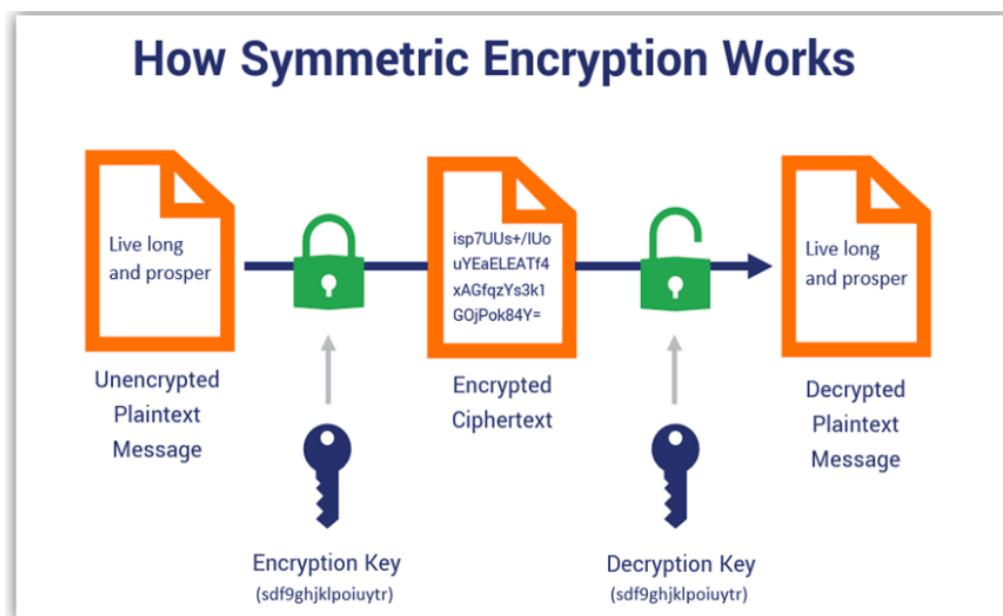 How Symmetric Encryption Works
Live long
and prosper
isp7UUs+/IUo
uYEaELEATf4
xAGfqzYs3k1
GOjPok84Y=
Live long
and prosper
Unencrypted
Plaintext
Message
Encrypted
Ciphertext
Decrypted
Plaintext
Message
Encryption Key
(sdf9ghjklpoiuytr)
Decryption Key
(sdf9ghjklpoiuytr)